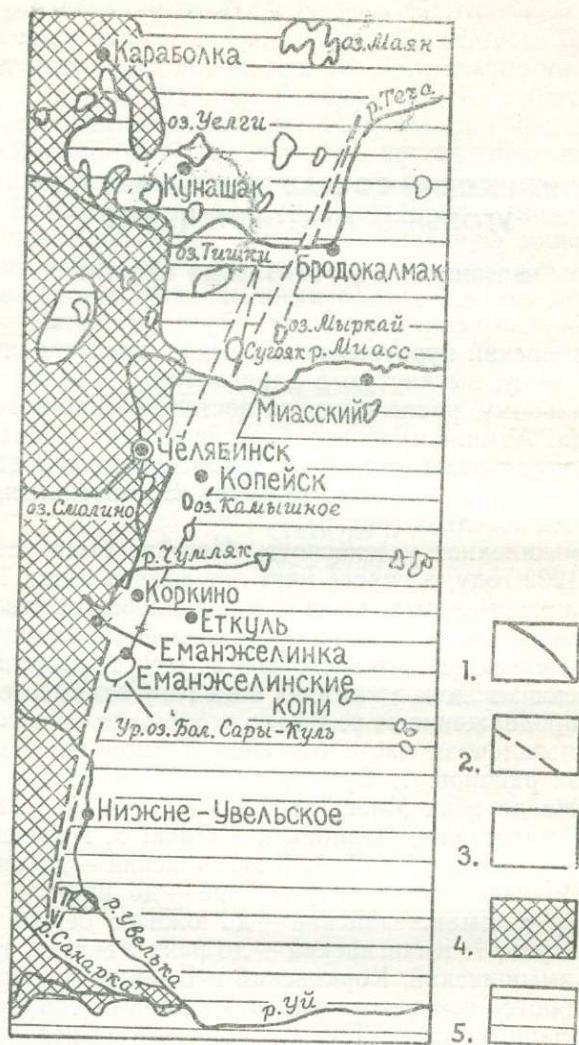 Караболка
оз.Маян
р.Теча
оз.Уелги
Кунашак
оз.Тишки
Бродокалмак
оз.Мыркай
Сугояк р.Миасс
Миасский
Челябинск
Копейск
оз.Смолино
оз.Камышное
р.Чумляк
Коркино
Еткуль
Еманжелинка
Еманжелинские
копи
Ур.оз.Бол.Сары-Куль
Нижне-Увельское
р.Увелька
р.Санарка
р.Уй
1.
2.
3.
4.
5.